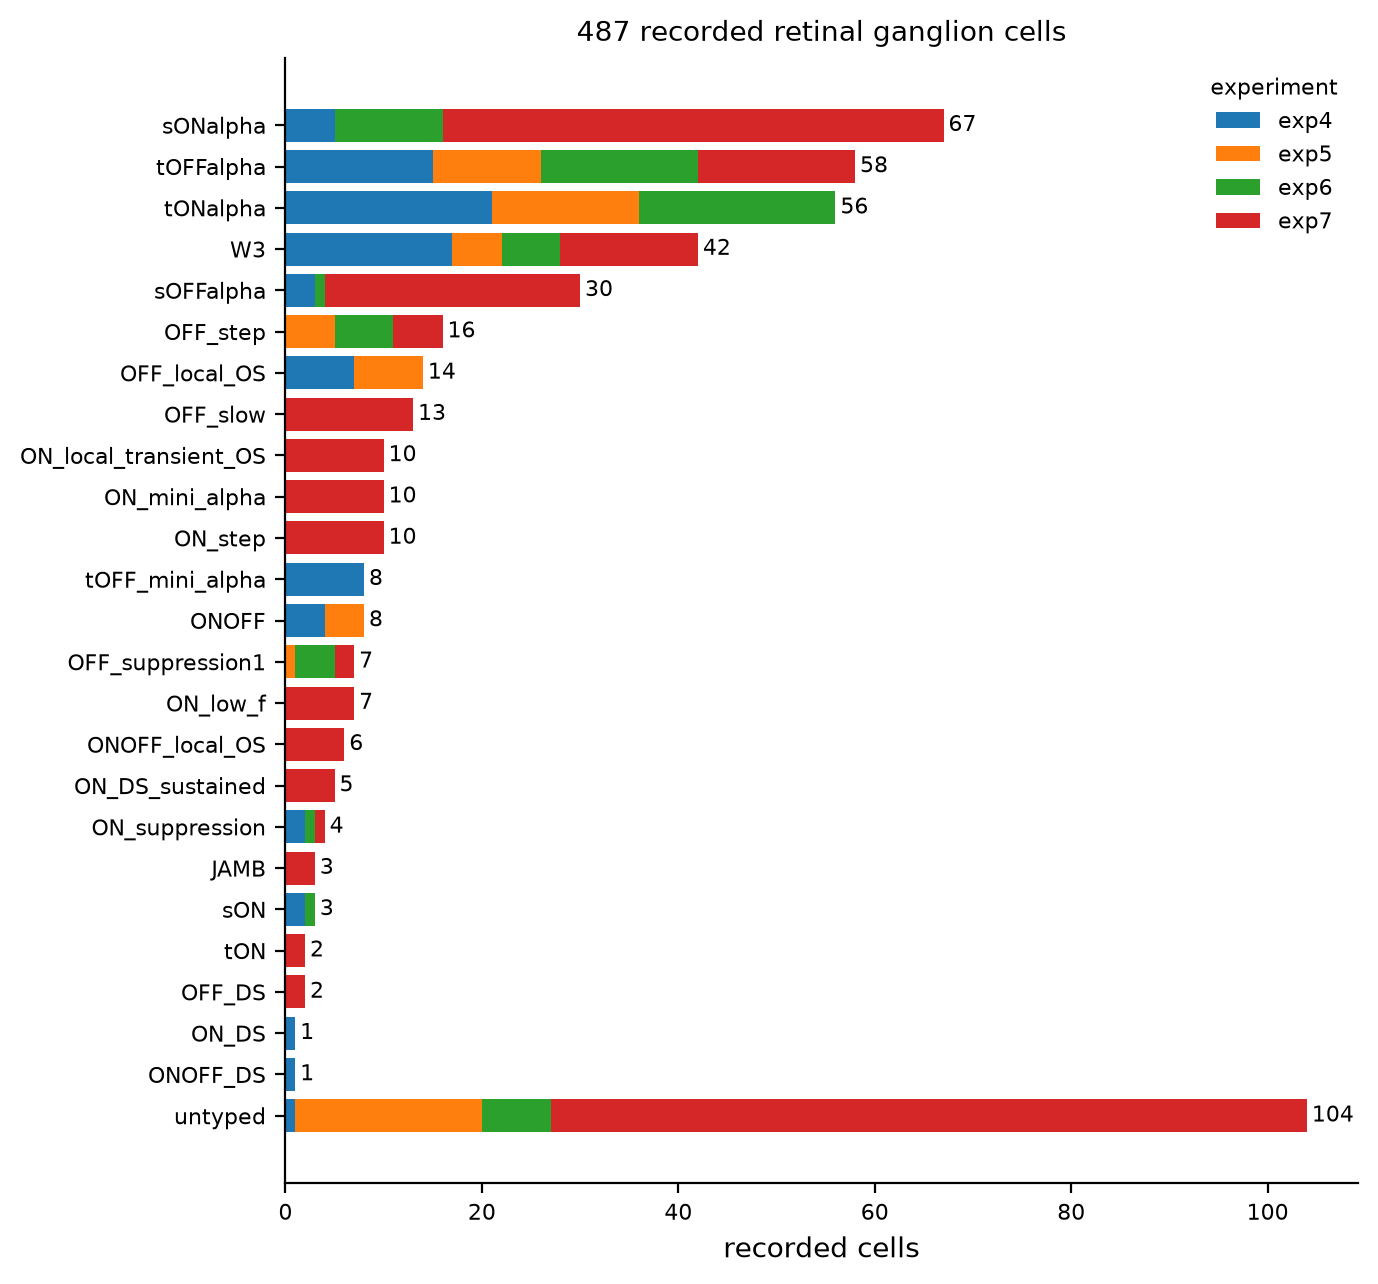 487 recorded retinal ganglion cells
experiment
exp4
exp5
exp6
exp7
sONalpha 67
tOFFalpha 58
tONalpha 56
W3 42
sOFFalpha 30
OFF_step 16
OFF_local_OS 14
OFF_slow 13
ON_local_transient_OS 10
ON_mini_alpha 10
ON_step 10
tOFF_mini_alpha 8
ONOFF 8
OFF_suppression1 7
ON_low_f 7
ONOFF_local_OS 6
ON_DS_sustained 5
ON_suppression 4
JAMB 3
sON 3
tON 2
OFF_DS 2
ON_DS 1
ONOFF_DS 1
untyped 104
0 20 40 60 80 100
recorded cells